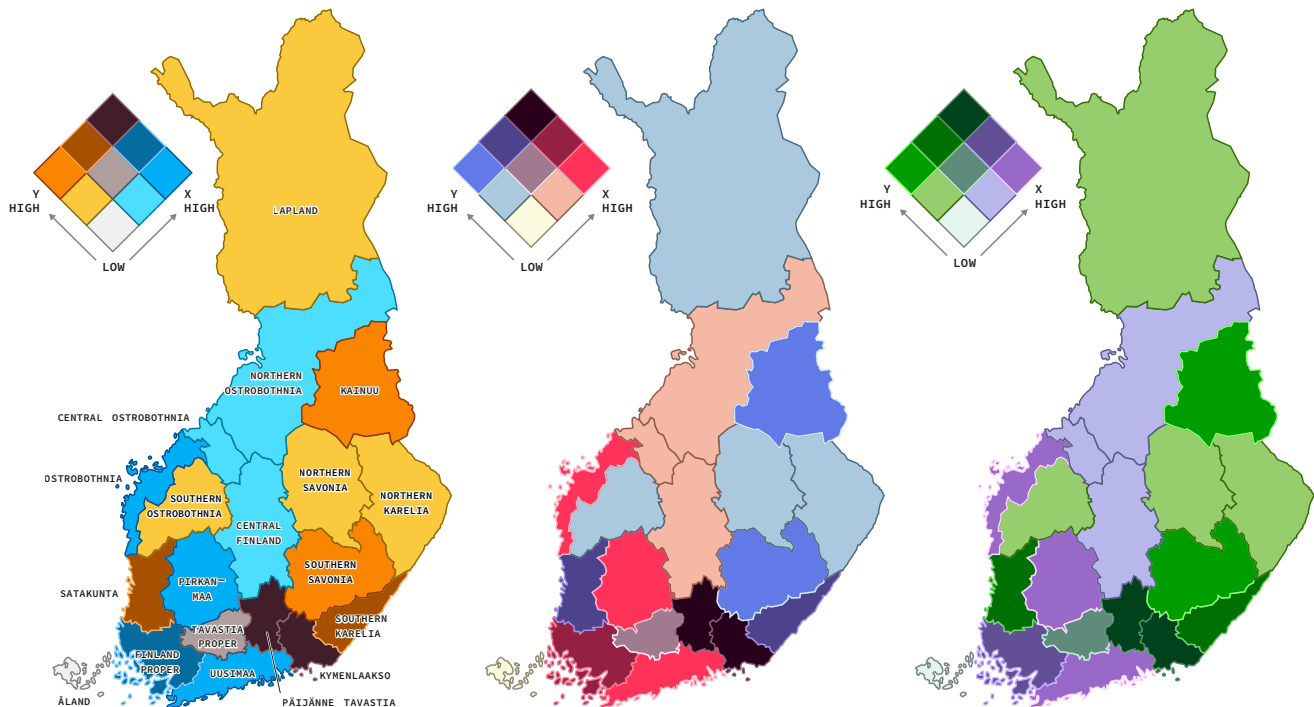 Y
HIGH
X
HIGH
LOW
Y
HIGH
X
HIGH
LOW
Y
HIGH
X
HIGH
LOW
LAPLAND
NORTHERN
OSTROBOTHNIA
KAINUU
CENTRAL OSTROBOTHNIA
OSTROBOTHNIA
SOUTHERN
OSTROBOTHNIA
NORTHERN
SAVONIA
NORTHERN
KARELIA
CENTRAL
FINLAND
SOUTHERN
SAVONIA
PIRKAN—
MAA
SATAKUNTA
TAVASTIA
PROPER
SOUTHERN
KARELIA
FINLAND
PROPER
UUSIMAA
KYMENLAAKSO
ÅLAND
PÄIJÄNNE TAVASTIA